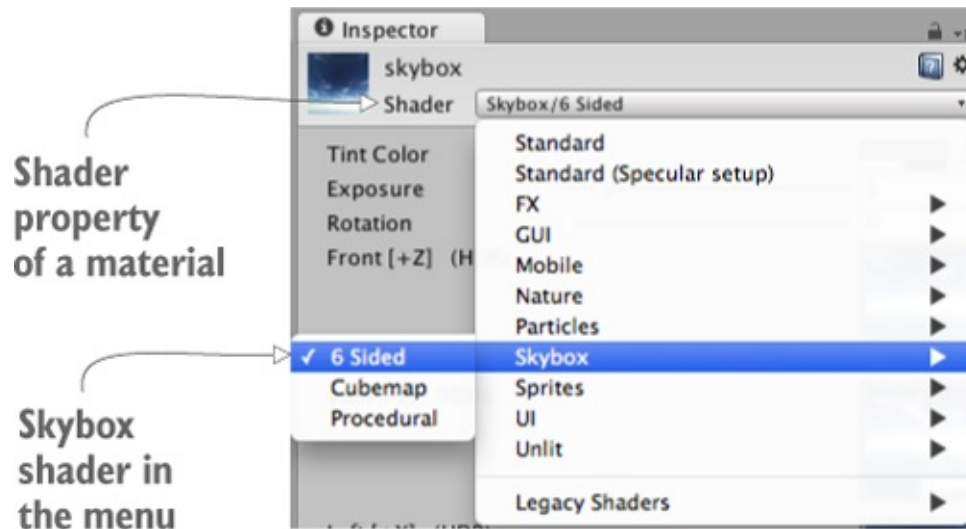 Inspector
skybox
Shader
Skybox/6 Sided
Tint Color
Exposure
Rotation
Front [+Z] (H
Standard
Standard (Specular setup)
FX
GUI
Mobile
Nature
Particles
Skybox
Sprites
UI
Unlit
Legacy Shaders
✓ 6 Sided
Cubemap
Procedural
Shader
property
of a material
Skybox
shader in
the menu